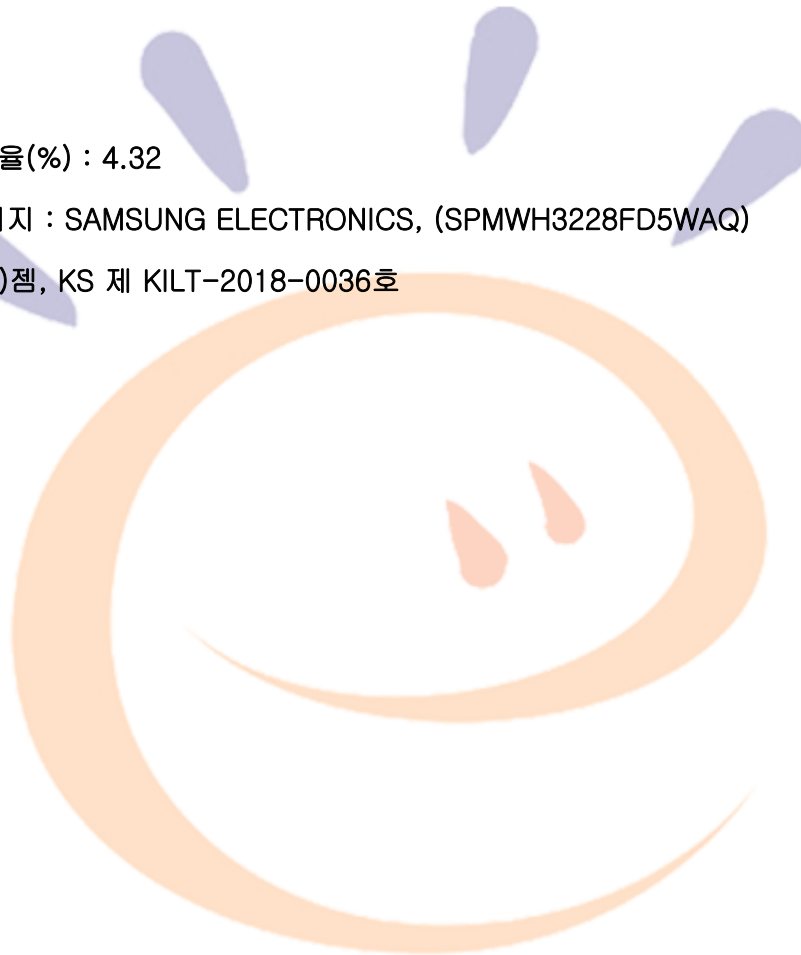 율(%) : 4.32
지 : SAMSUNG ELECTRONICS, (SPMWH3228FD5WAQ)
)젬, KS 제 KILT-2018-0036호